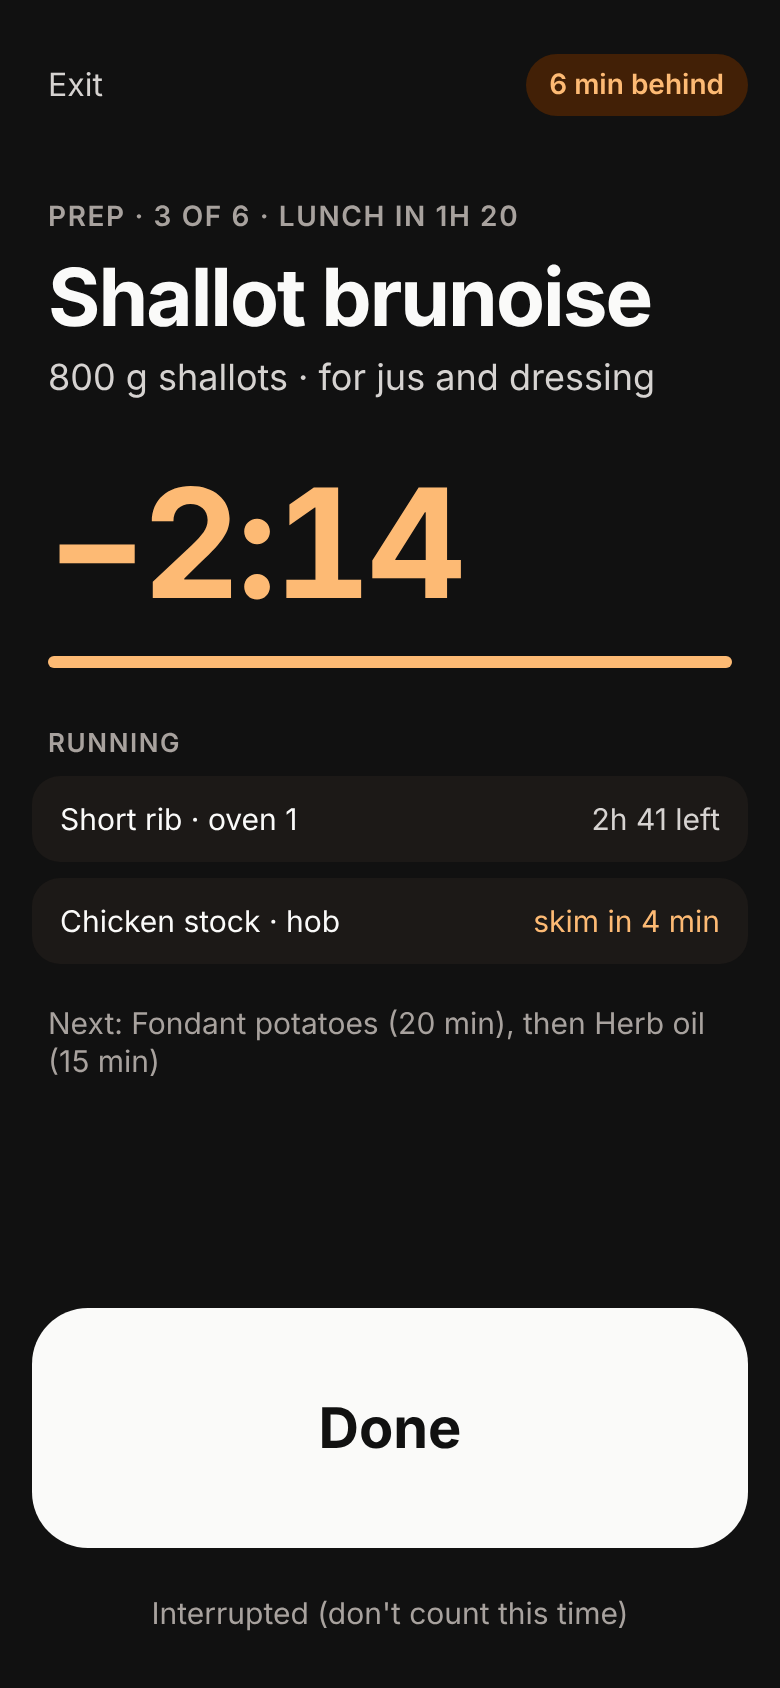 Exit
6 min behind
PREP · 3 OF 6 · LUNCH IN 1H 20
Shallot brunoise
800 g shallots · for jus and dressing
−2:14
RUNNING
Short rib · oven 1
2h 41 left
Chicken stock · hob
skim in 4 min
Next: Fondant potatoes (20 min), then Herb oil
(15 min)
Done
Interrupted (don't count this time)